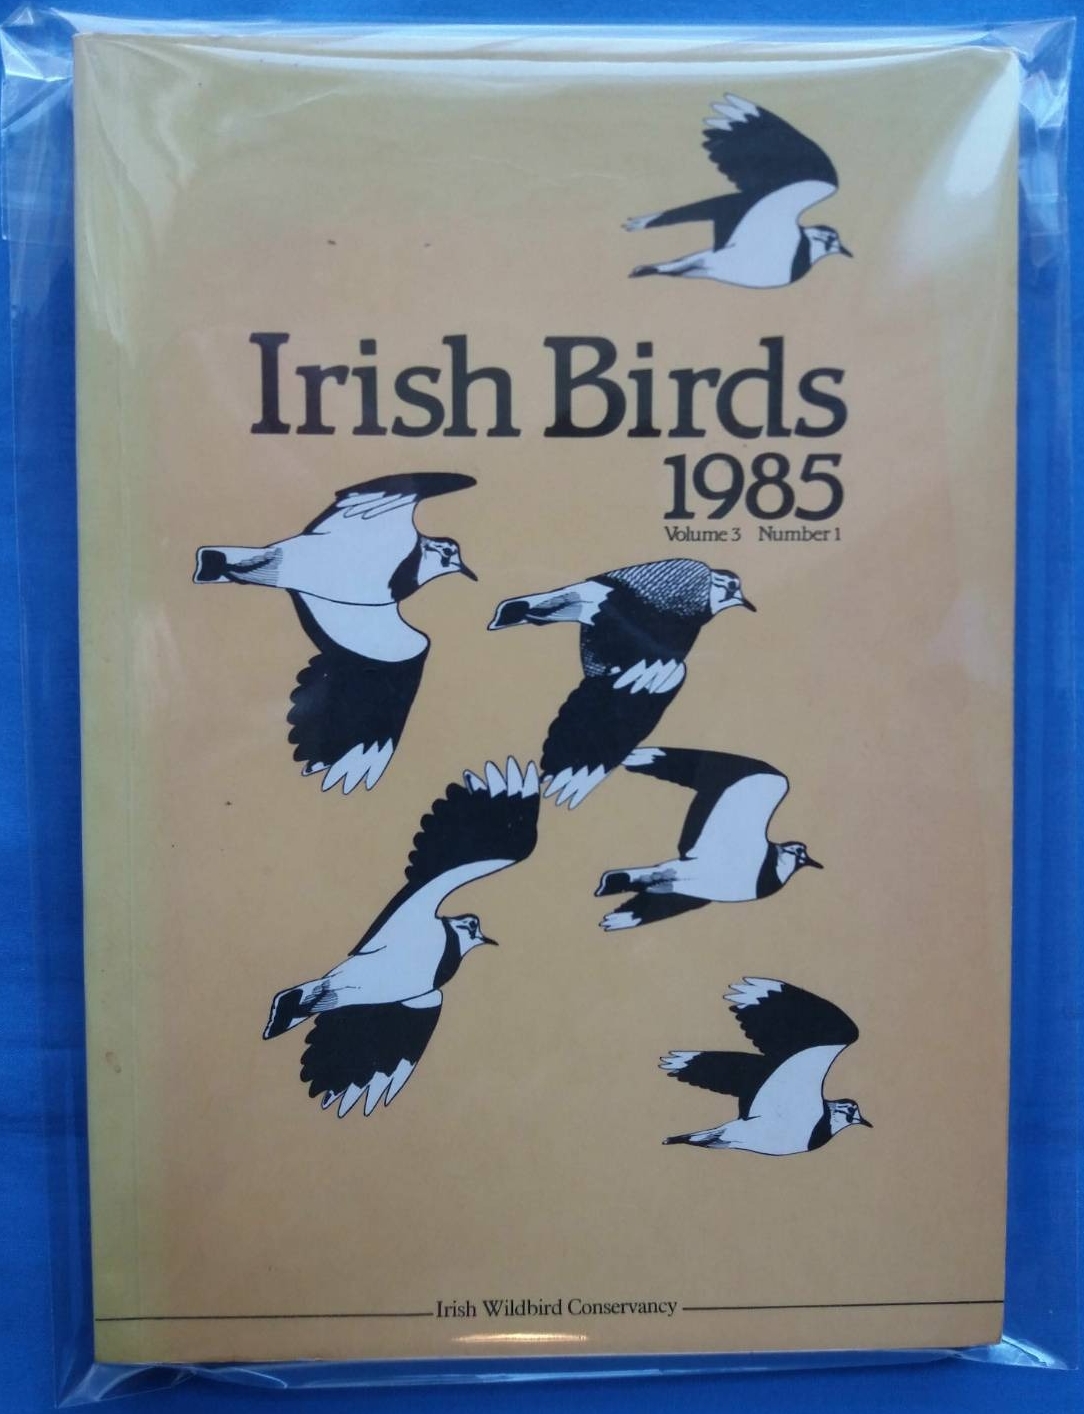 Irish Birds
1985
Volume 3 Number 1
Irish Wildbird Conservancy